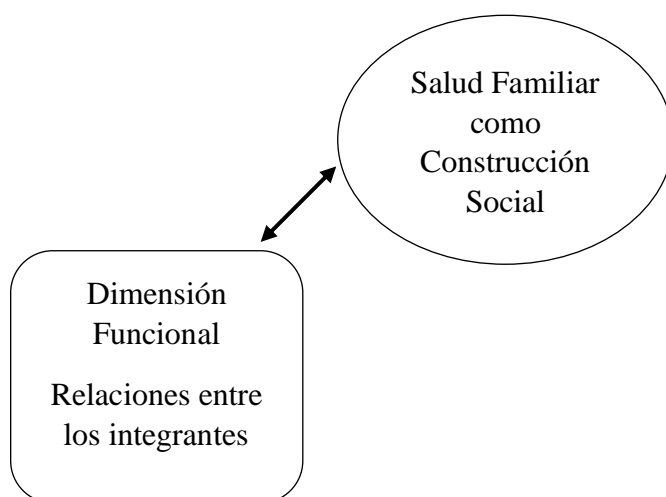 Salud Familiar
como
Construcción
Social
Dimensión
Funcional
Relaciones entre
los integrantes